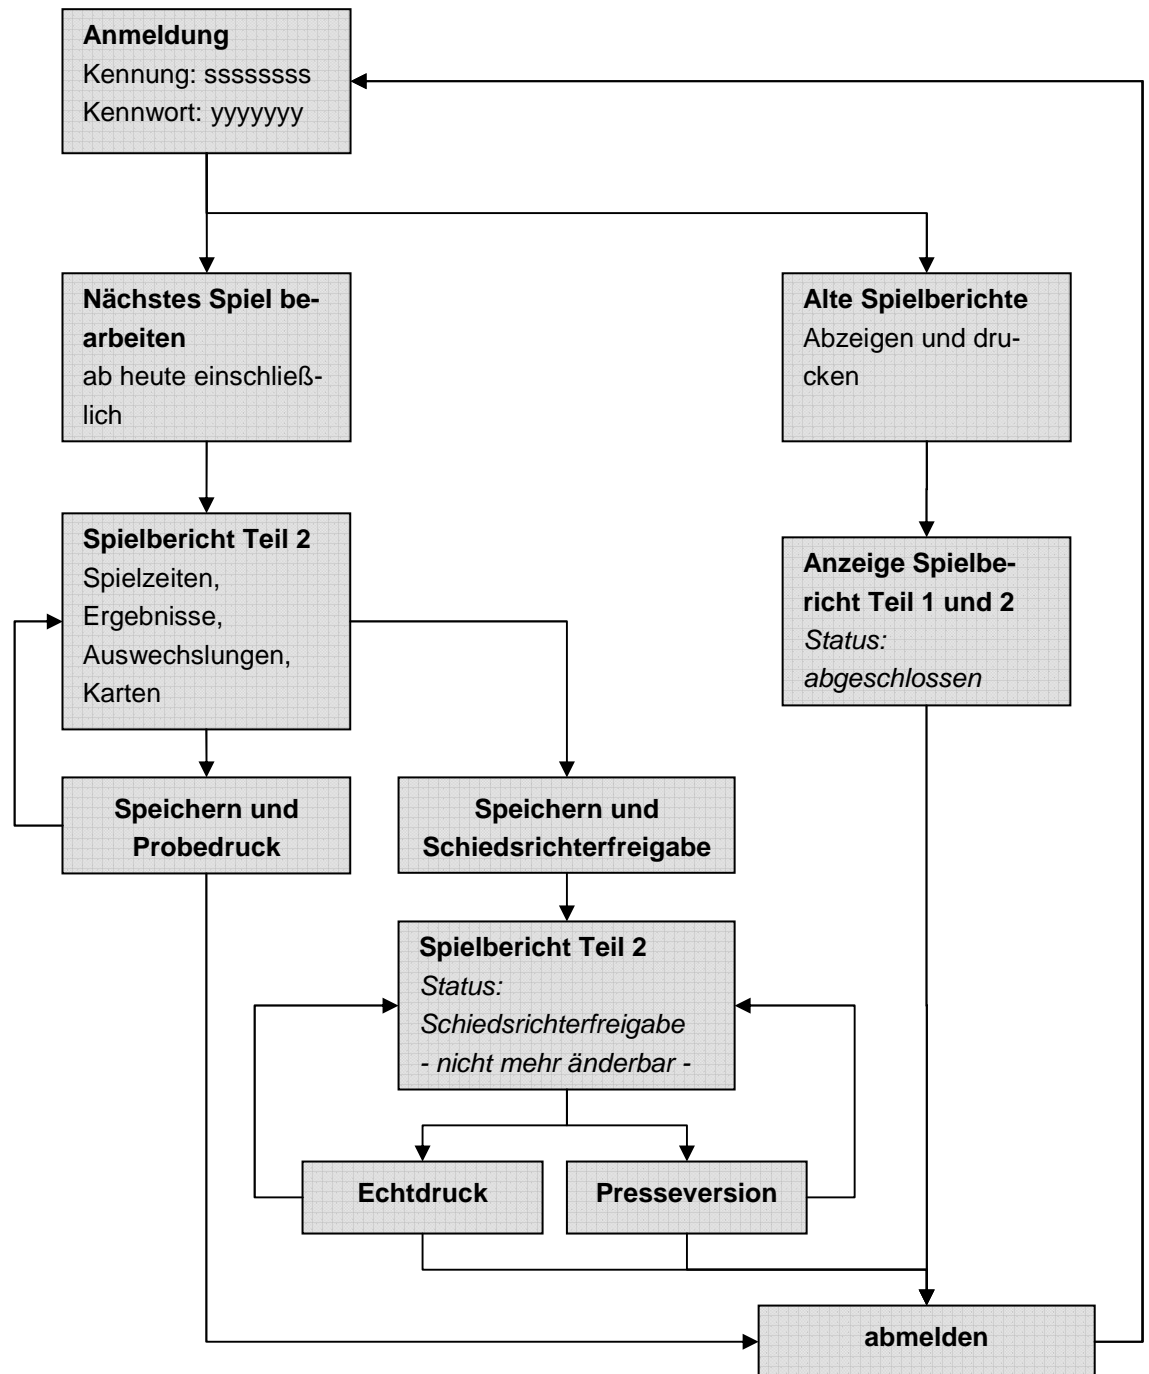 Anmeldung
Kennung: ssssssss
Kennwort: yyyyyyy
Nächstes Spiel be-
arbeiten
ab heute einschließ-
lich
Alte Spielberichte
Abzeigen und dru-
cken
Spielbericht Teil 2
Spielzeiten,
Ergebnisse,
Auswechslungen,
Karten
Anzeige Spielbe-
richt Teil 1 und 2
Status:
abgeschlossen
Speichern und
Probedruck
Speichern und
Schiedsrichterfreigabe
Spielbericht Teil 2
Status:
Schiedsrichterfreigabe
- nicht mehr änderbar -
Echtdruck
Presseversion
abmelden